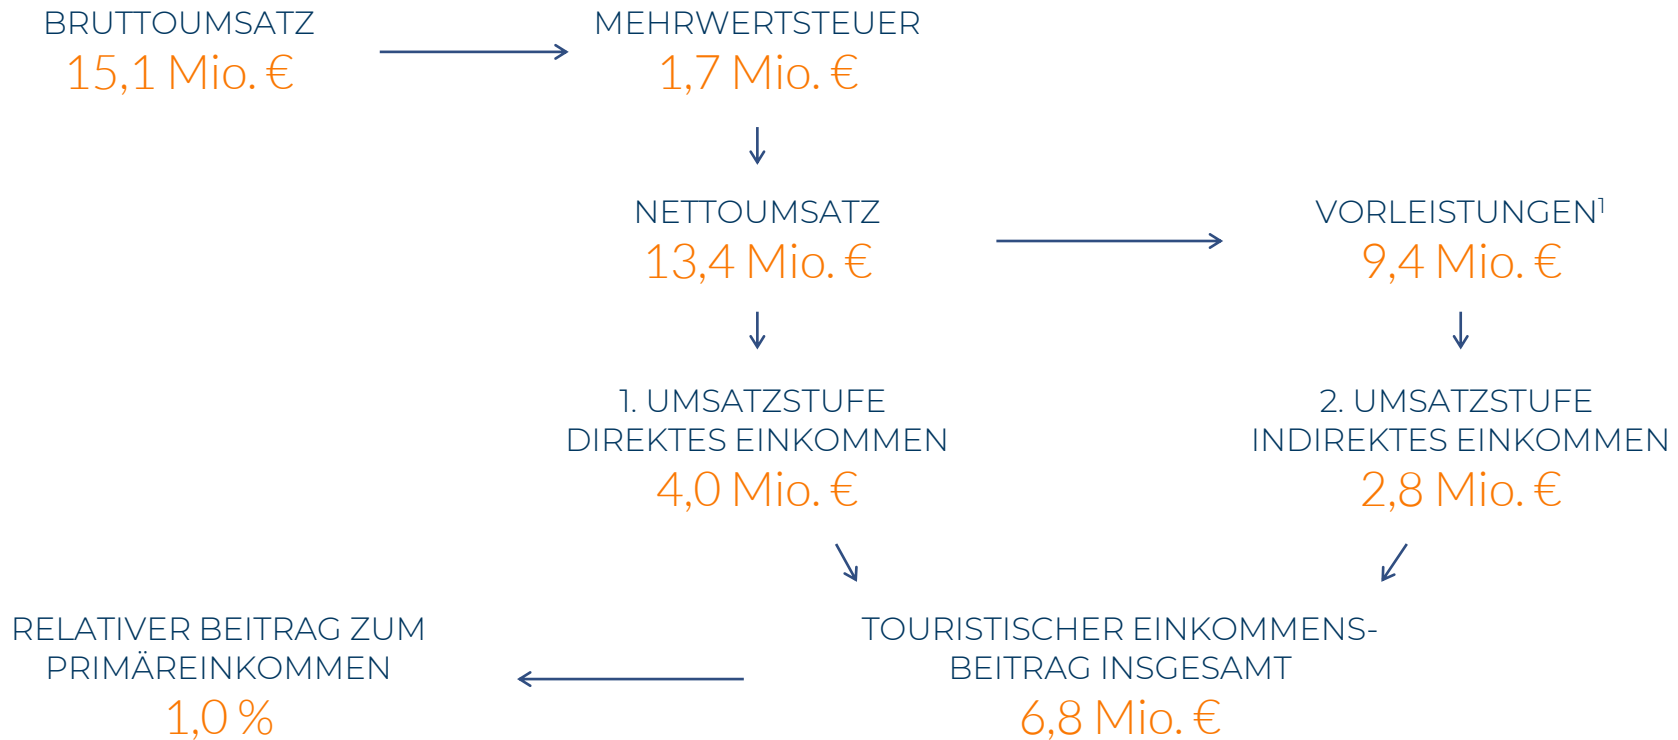 BRUTTOUMSATZ
15,1 Mio. €
MEHRWERTSTEUER
1,7 Mio. €
NETTOUMSATZ
13,4 Mio. €
VORLEISTUNGEN¹
9,4 Mio. €
1. UMSATZSTUFE
DIREKTES EINKOMMEN
4,0 Mio. €
2. UMSATZSTUFE
INDIREKTES EINKOMMEN
2,8 Mio. €
RELATIVER BEITRAG ZUM
PRIMÄREINKOMMEN
1,0 %
TOURISTISCHER EINKOMMENS-
BEITRAG INSGESAMT
6,8 Mio. €